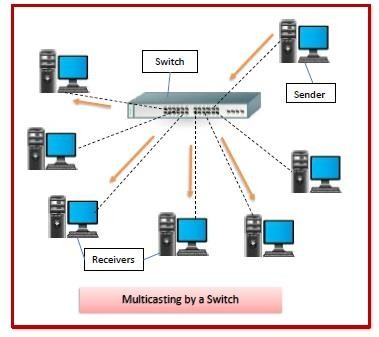 Switch
Sender
Receivers
Multicasting by a Switch